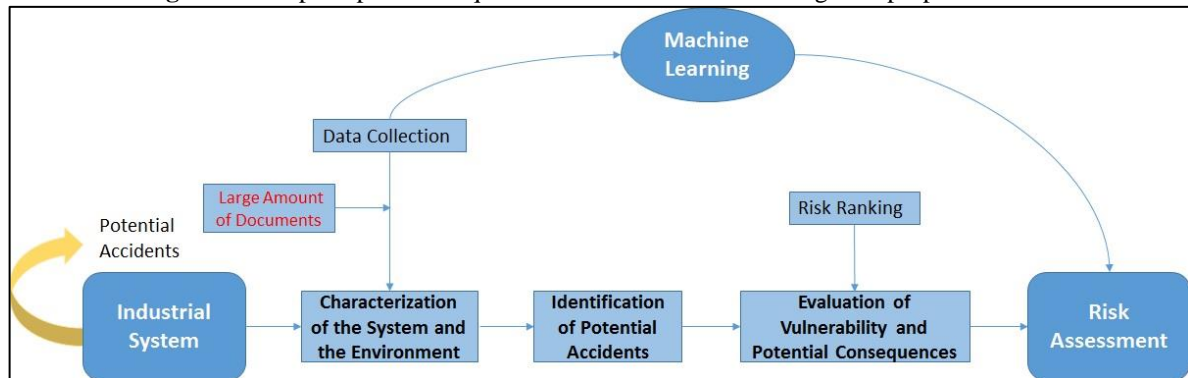 Machine
Learning
Data Collection
Large Amount
of Documents
Risk Ranking
Potential
Accidents
Industrial
System
Characterization
of the System and
the Environment
Identification
of Potential
Accidents
Evaluation of
Vulnerability and
Potential Consequences
Risk
Assessment